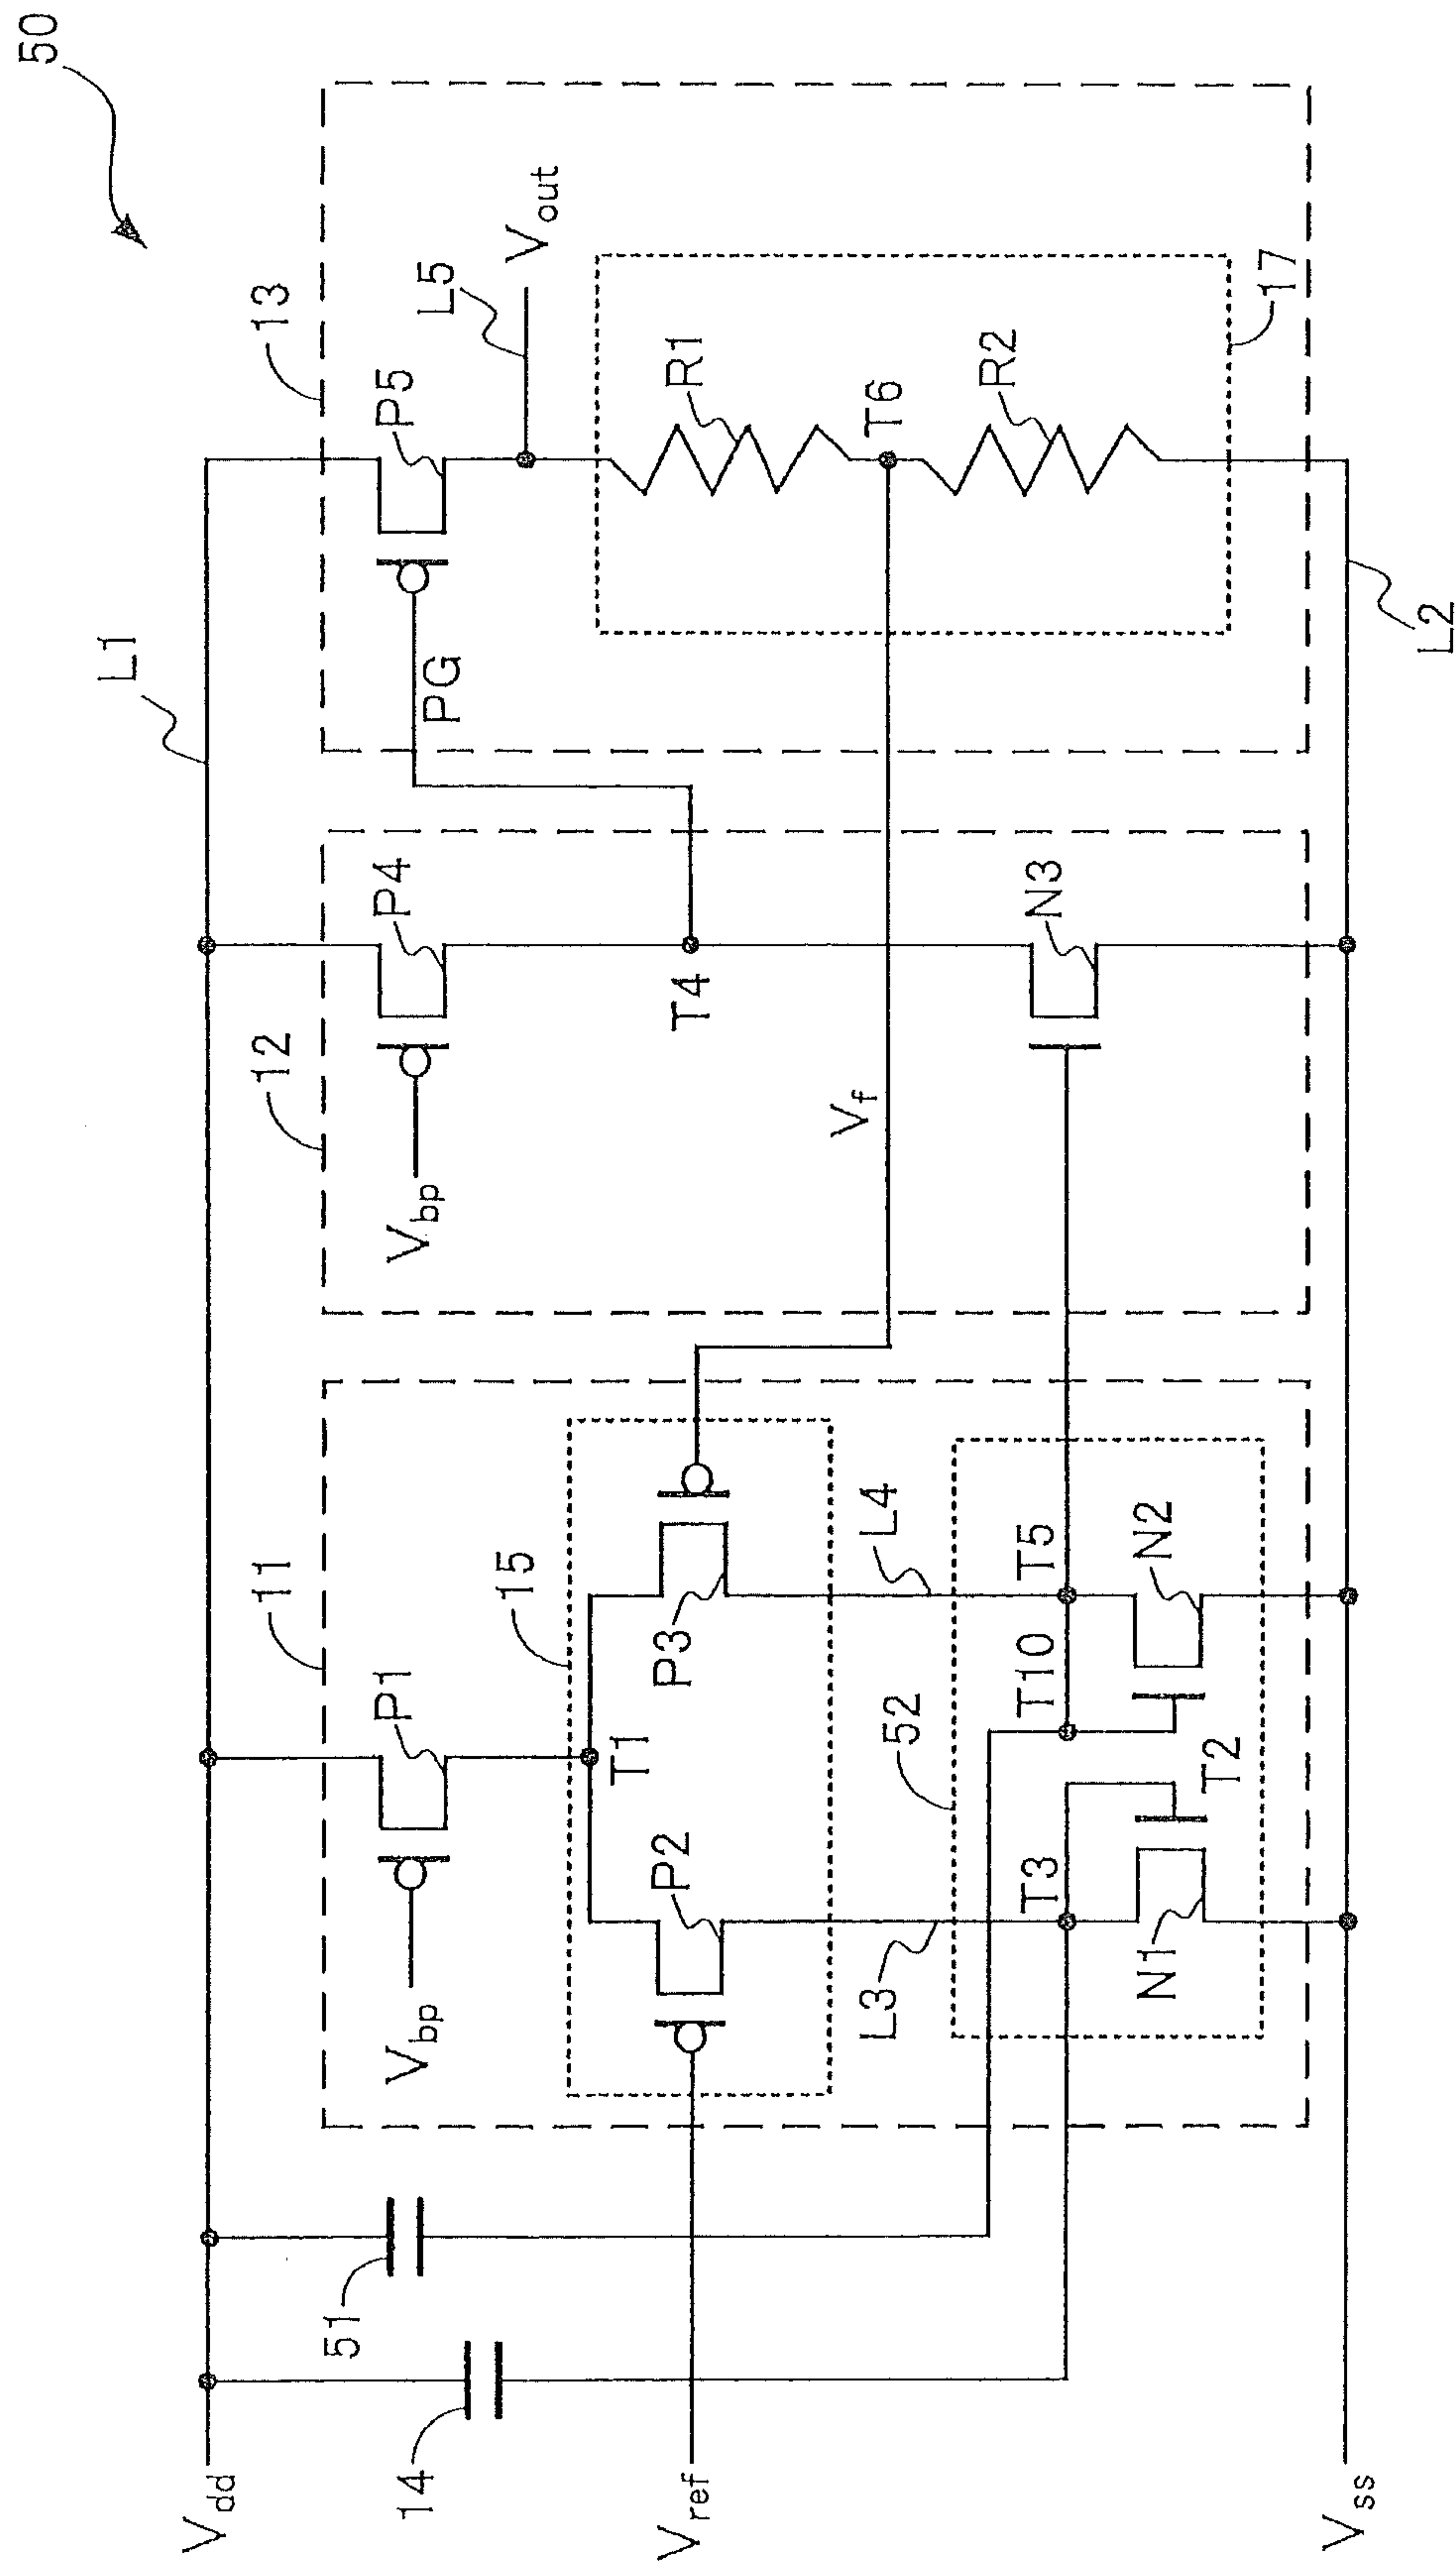 50
L1
13
P5
L5
Vout
R1
T6
R2
17
L2
PG
12
P4
Vbp
T4
Vf
N3
11
P1
Vbp
15
T1
P2
P3
L3
L4
52
T3
T10
T5
T2
N1
N2
51
14
Vdd
Vref
Vss